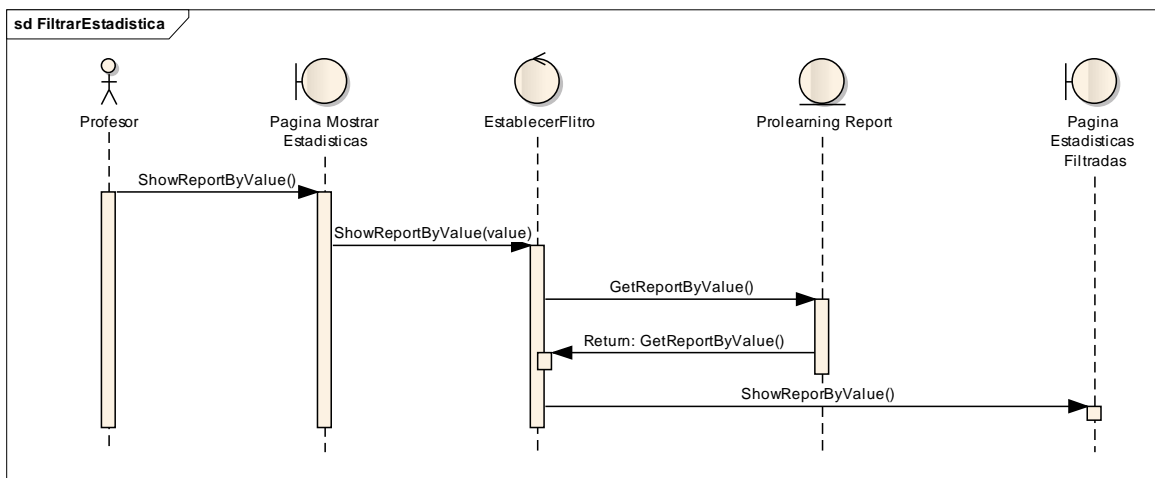 sd FiltrarEstadistica
Profesor
Pagina Mostrar
Estadisticas
EstablecerFlitro
Prolearning Report
Pagina
Estadisticas
Filtradas
ShowReportByValue()
ShowReportByValue(value)
GetReportByValue()
Return: GetReportByValue()
ShowReporByValue()